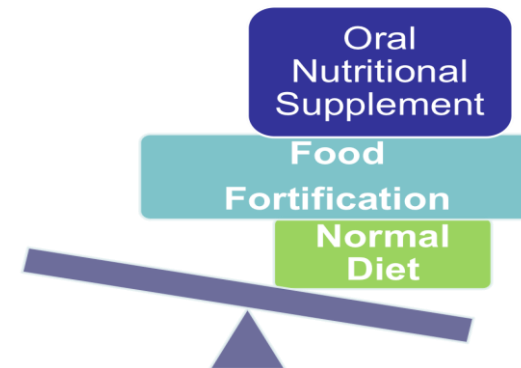 Oral
Nutritional
Supplement
Food
Fortification
Normal
Diet